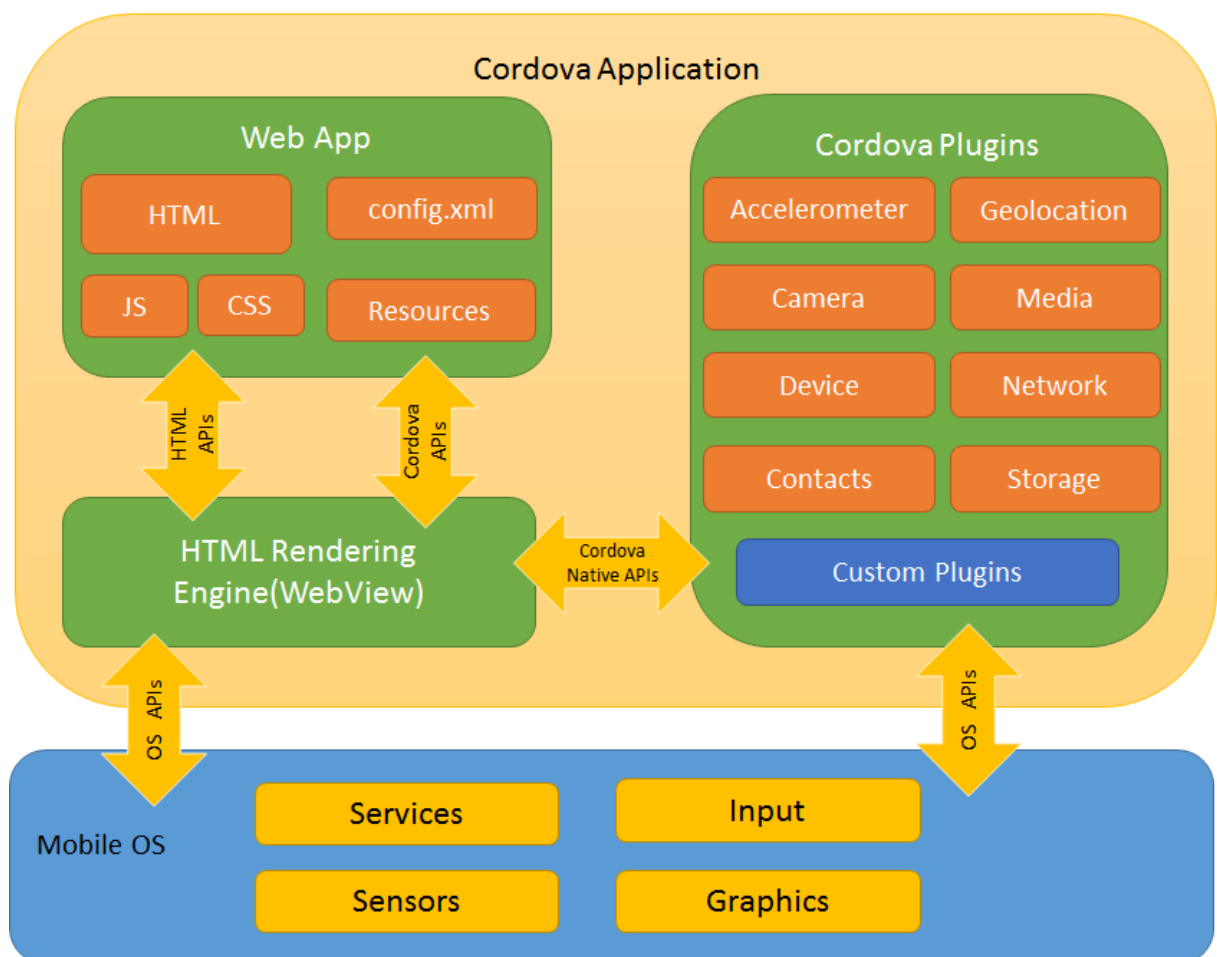 Cordova Application
Web App
HTML
config.xml
JS
CSS
Resources
Cordova Plugins
Accelerometer
Geolocation
Camera
Media
Device
Network
Contacts
Storage
Custom Plugins
HTML
APIs
Cordova
APIs
HTML Rendering
Engine(WebView)
Cordova
Native APIs
OS APIs
OS APIs
Mobile OS
Services
Input
Sensors
Graphics